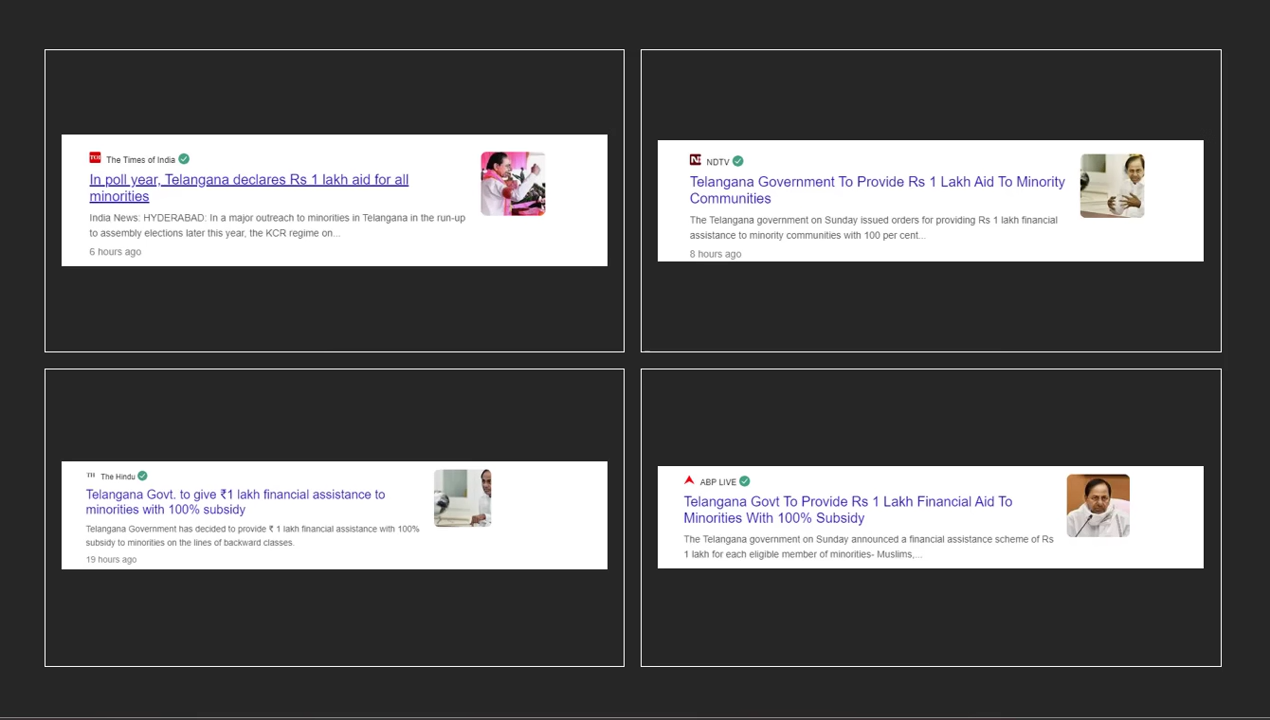 TOI The Times of India
In poll year, Telangana declares Rs 1 lakh aid for all
minorities
India News: HYDERABAD: In a major outreach to minorities in Telangana in the run-up
to assembly elections later this year, the KCR regime on...
6 hours ago
NDTV
Telangana Government To Provide Rs 1 Lakh Aid To Minority
Communities
The Telangana government on Sunday issued orders for providing Rs 1 lakh financial
assistance to minority communities with 100 per cent...
8 hours ago
TH The Hindu
Telangana Govt. to give ₹1 lakh financial assistance to
minorities with 100% subsidy
Telangana Government has decided to provide ₹ 1 lakh financial assistance with 100%
subsidy to minorities on the lines of backward classes.
19 hours ago
ABP LIVE
Telangana Govt To Provide Rs 1 Lakh Financial Aid To
Minorities With 100% Subsidy
The Telangana government on Sunday announced a financial assistance scheme of Rs
1 lakh for each eligible member of minorities- Muslims,...